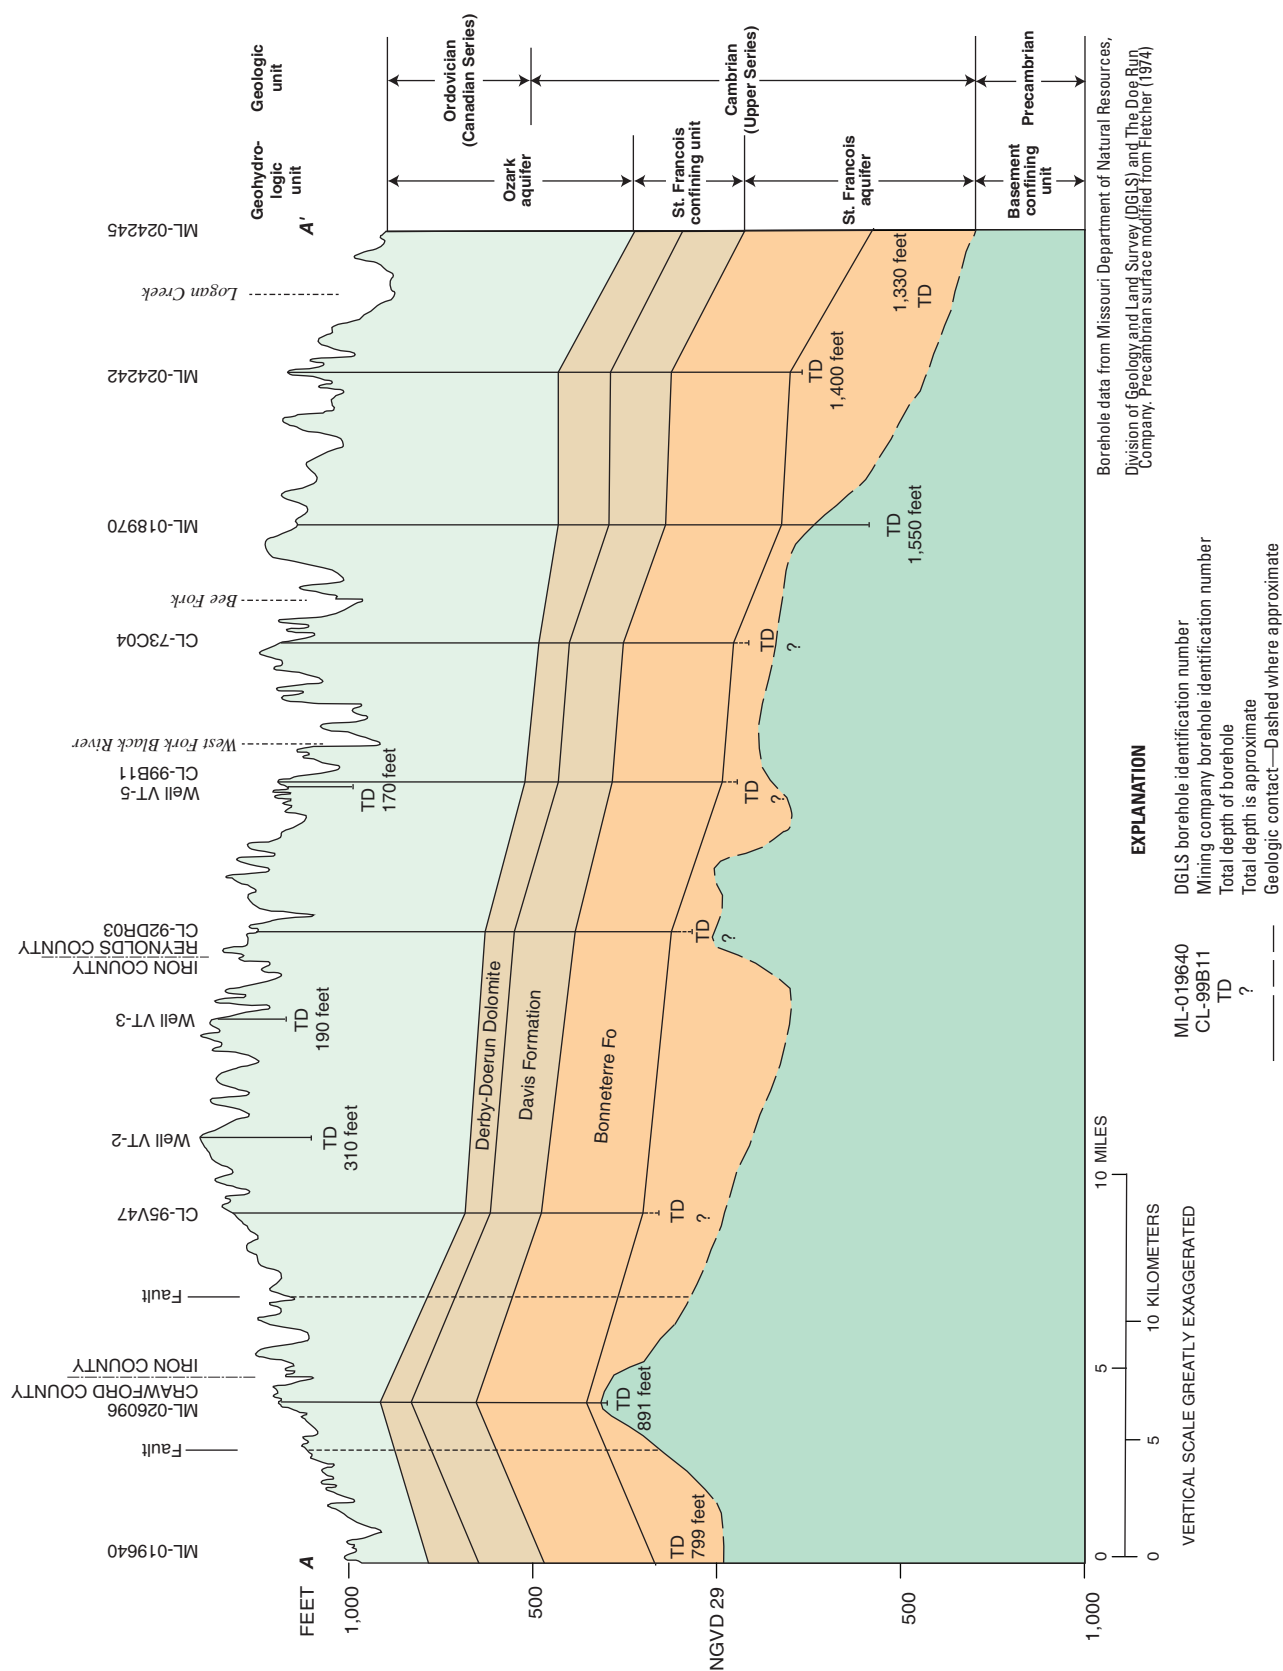 FEET
A
1,000
500
NGVD 29
500
1,000
ML-019640
Fault
ML-026096
CRAWFORD COUNTY
IRON COUNTY
Fault
CL-95V47
Well VT-2
Well VT-3
IRON COUNTY
REYNOLDS COUNTY
CL-92DR03
Well VT-5
CL-99B11
West Fork Black River
CL-73C04
Bee Fork
ML-018970
ML-024242
Logan Creek
ML-024245
A'
Geohydro-
logic
unit
Geologic
unit
Ozark
aquifer
St. Francois
confining unit
St. Francois
aquifer
Basement
confining
unit
Ordovician
(Canadian Series)
Cambrian
(Upper Series)
Precambrian
TD
310 feet
TD
190 feet
TD
170 feet
Derby-Doerun Dolomite
Davis Formation
Bonneterre Fo
TD
799 feet
TD
891 feet
TD
?
TD
?
TD
?
TD
?
TD
1,550 feet
TD
1,400 feet
1,330 feet
TD
0
5
10 MILES
0
5
10 KILOMETERS
VERTICAL SCALE GREATLY EXAGGERATED
Borehole data from Missouri Department of Natural Resources,
Division of Geology and Land Survey (DGLS) and The Doe Run
Company. Precambrian surface modified from Fletcher (1974)
EXPLANATION
ML-019640 DGLS borehole identification number
CL-99B11 Mining company borehole identification number
TD Total depth of borehole
? Total depth is approximate
Geologic contact—Dashed where approximate